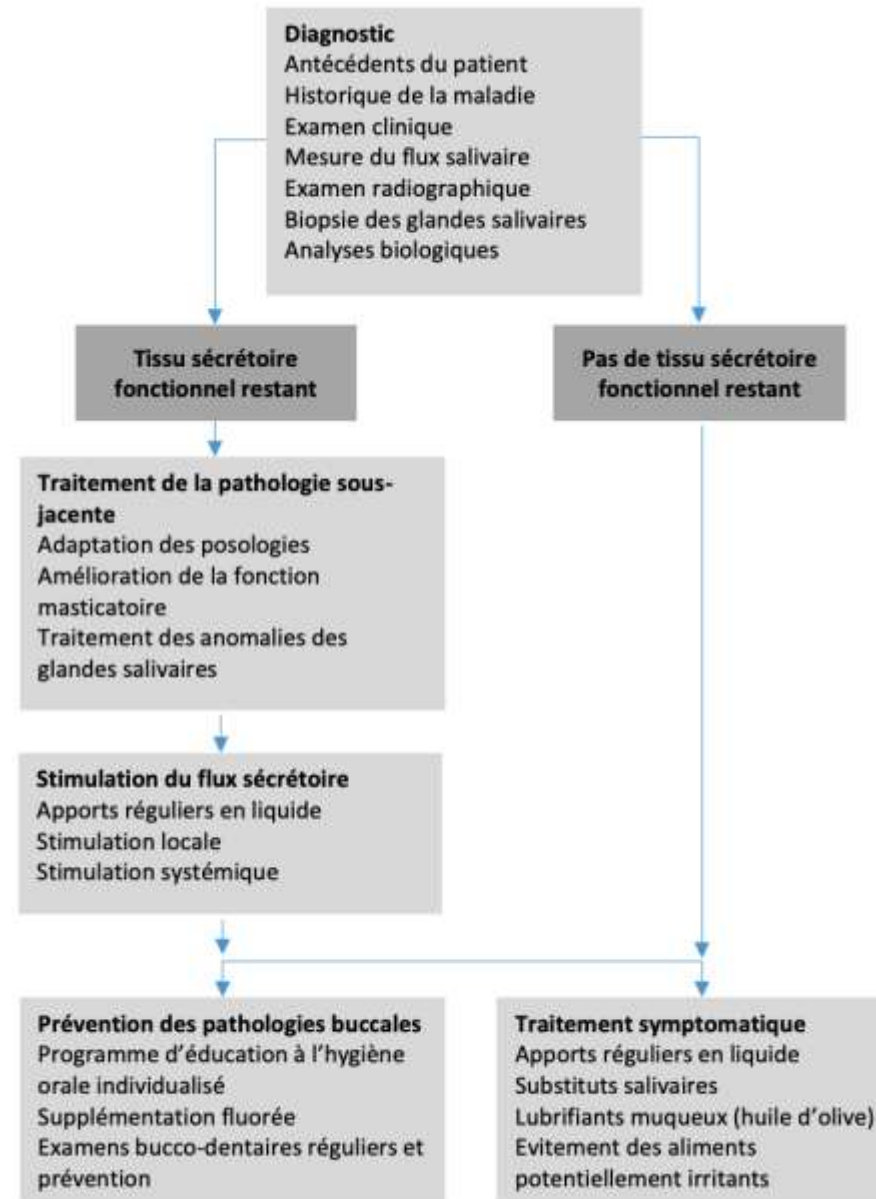 Diagnostic
Antécédents du patient
Historique de la maladie
Examen clinique
Mesure du flux salivaire
Examen radiographique
Biopsie des glandes salivaires
Analyses biologiques
Tissu sécrétoire
fonctionnel restant
Pas de tissu sécrétoire
fonctionnel restant
Traitement de la pathologie sous-
jacente
Adaptation des posologies
Amélioration de la fonction
masticatoire
Traitement des anomalies des
glandes salivaires
Stimulation du flux sécrétoire
Apports réguliers en liquide
Stimulation locale
Stimulation systémique
Prévention des pathologies buccales
Programme d'éducation à l'hygiène
orale individualisé
Supplémentation fluorée
Examens bucco-dentaires réguliers et
prévention
Traitement symptomatique
Apports réguliers en liquide
Substituts salivaires
Lubrifiants muqueux (huile d'olive)
Evitement des aliments
potentiellement irritants